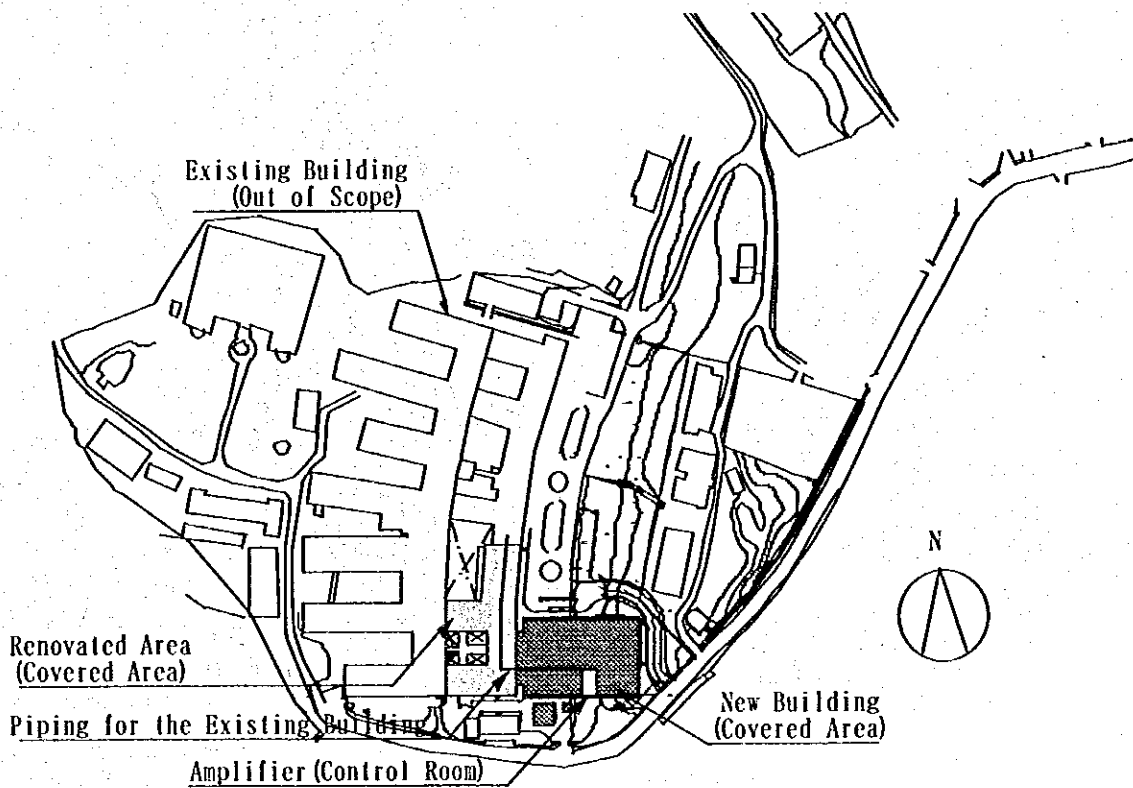 Existing Building
(Out of Scope)
N
Renovated Area
(Covered Area)
Piping for the Existing Building
New Building
(Covered Area)
Amplifier(Control Room)